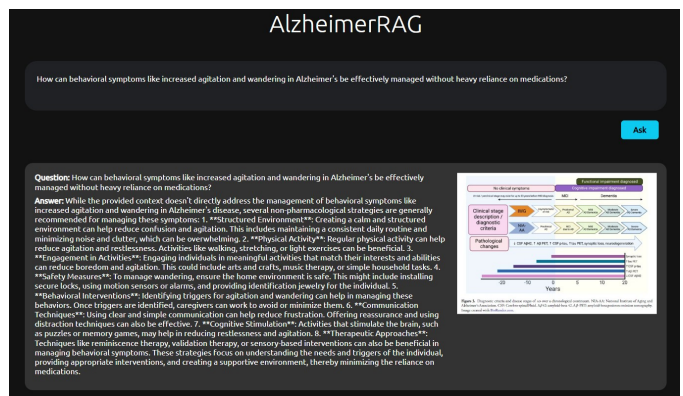 AlzheimerRAG
How can behavioral symptoms like increased agitation and wandering in Alzheimer's be effectively managed without heavy reliance on medications?
Ask
Question: How can behavioral symptoms like increased agitation and wandering in Alzheimer's be effectively
managed without heavy reliance on medications?
Answer: While the provided context doesn't directly address the management of behavioral symptoms like
increased agitation and wandering in Alzheimer's disease, several non-pharmacological strategies are generally
recommended for managing these symptoms: 1. **Structured Environment**: Creating a calm and structured
environment can help reduce confusion and agitation. This includes maintaining a consistent daily routine and
minimizing noise and clutter, which can be overwhelming. 2. **Physical Activity**: Regular physical activity can help
reduce agitation and restlessness. Activities like walking, stretching, or light exercises can be beneficial. 3.
**Engagement in Activities**: Engaging individuals in meaningful activities that match their interests and abilities
can reduce boredom and agitation. This could include arts and crafts, music therapy, or simple household tasks. 4.
**Safety Measures**: To manage wandering, ensure the home environment is safe. This might include installing
secure locks, using motion sensors or alarms, and providing identification jewelry for the individual. 5.
**Behavioral Interventions**: Identifying triggers for agitation and wandering can help in managing these
behaviors. Once triggers are identified, caregivers can work to avoid or minimize them. 6. **Communication
Techniques**: Using clear and simple communication can help reduce frustration. Offering reassurance and using
distraction techniques can also be effective. 7. **Cognitive Stimulation**: Activities that stimulate the brain, such
as puzzles or memory games, may help in reducing restlessness and agitation. 8. **Therapeutic Approaches**:
Techniques like reminiscence therapy, validation therapy, or sensory-based interventions can also be beneficial in
managing behavioral symptoms. These strategies focus on understanding the needs and triggers of the individual,
providing appropriate interventions, and creating a supportive environment, thereby minimizing the reliance on
medications.
Functional impairment diagnosed
No clinical symptoms
Cognitive impairment diagnosed
MCI
Dementia
Clinical stage
description /
diagnostic
criteria
IWG
NIA-
AA
Pathological
changes
-20
-10
0
10
20
Years